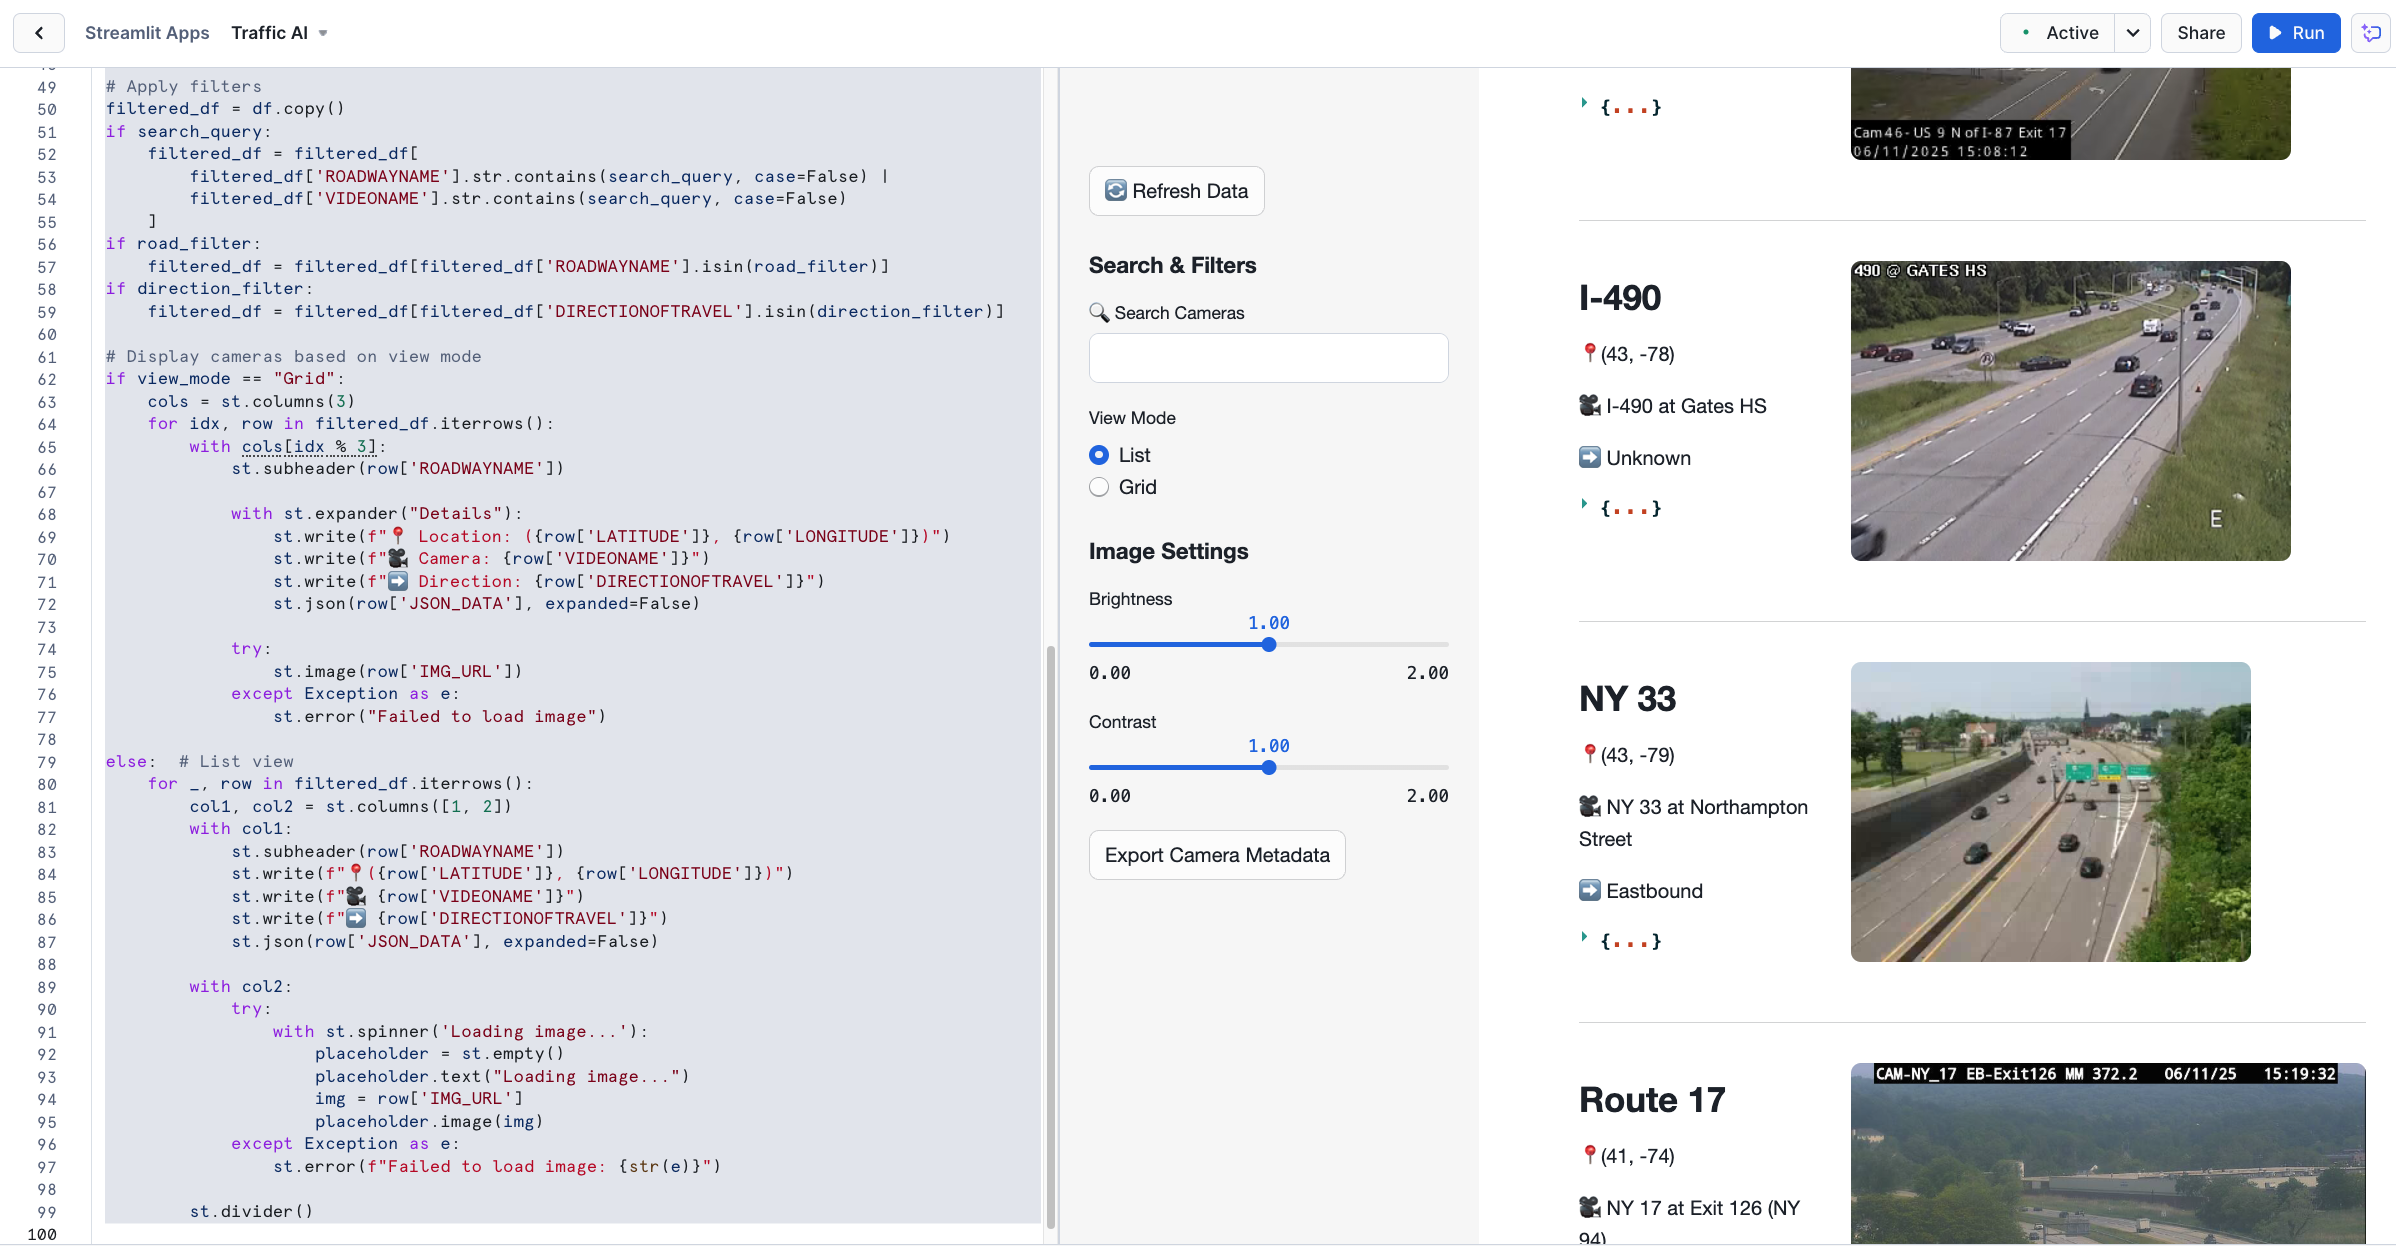 Streamlit Apps Traffic AI
Active
Share
Run
49 # Apply filters
50 filtered_df = df.copy()
51 if search_query:
52     filtered_df = filtered_df[
53         filtered_df['ROADWAYNAME'].str.contains(search_query, case=False) |
54         filtered_df['VIDEONAME'].str.contains(search_query, case=False)
55     ]
56 if road_filter:
57     filtered_df = filtered_df[filtered_df['ROADWAYNAME'].isin(road_filter)]
58 if direction_filter:
59     filtered_df = filtered_df[filtered_df['DIRECTIONOFTRAVEL'].isin(direction_filter)]
60
61 # Display cameras based on view mode
62 if view_mode == "Grid":
63     cols = st.columns(3)
64     for idx, row in filtered_df.iterrows():
65         with cols[idx % 3]:
66             st.subheader(row['ROADWAYNAME'])
67
68             with st.expander("Details"):
69                 st.write(f"📍 Location: ({row['LATITUDE']}, {row['LONGITUDE']})")
70                 st.write(f"🎥 Camera: {row['VIDEONAME']}")
71                 st.write(f"➡️ Direction: {row['DIRECTIONOFTRAVEL']}")
72                 st.json(row['JSON_DATA'], expanded=False)
73
74             try:
75                 st.image(row['IMG_URL'])
76             except Exception as e:
77                 st.error("Failed to load image")
78
79 else:  # List view
80     for _, row in filtered_df.iterrows():
81         col1, col2 = st.columns([1, 2])
82         with col1:
83             st.subheader(row['ROADWAYNAME'])
84             st.write(f"📍({row['LATITUDE']}, {row['LONGITUDE']})")
85             st.write(f"🎥 {row['VIDEONAME']}")
86             st.write(f"➡️ {row['DIRECTIONOFTRAVEL']}")
87             st.json(row['JSON_DATA'], expanded=False)
88
89         with col2:
90             try:
91                 with st.spinner('Loading image...'):
92                     placeholder = st.empty()
93                     placeholder.text("Loading image...")
94                     img = row['IMG_URL']
95                     placeholder.image(img)
96             except Exception as e:
97                 st.error(f"Failed to load image: {str(e)}")
98
99         st.divider()
100
🔄 Refresh Data
Search & Filters
🔍 Search Cameras
View Mode
List
Grid
Image Settings
Brightness
1.00
0.00 2.00
Contrast
1.00
0.00 2.00
Export Camera Metadata
{...}
Cam 46 - US 9 N of I-87 Exit 17
06/11/2025 15:08:12
I-490
📍(43, -78)
🎥 I-490 at Gates HS
➡️ Unknown
{...}
490 @ GATES HS
E
NY 33
📍(43, -79)
🎥 NY 33 at Northampton
Street
➡️ Eastbound
{...}
Route 17
📍(41, -74)
🎥 NY 17 at Exit 126 (NY
94)
CAM-NY_17 EB-Exit126 MM 372.2 06/11/25 15:19:32